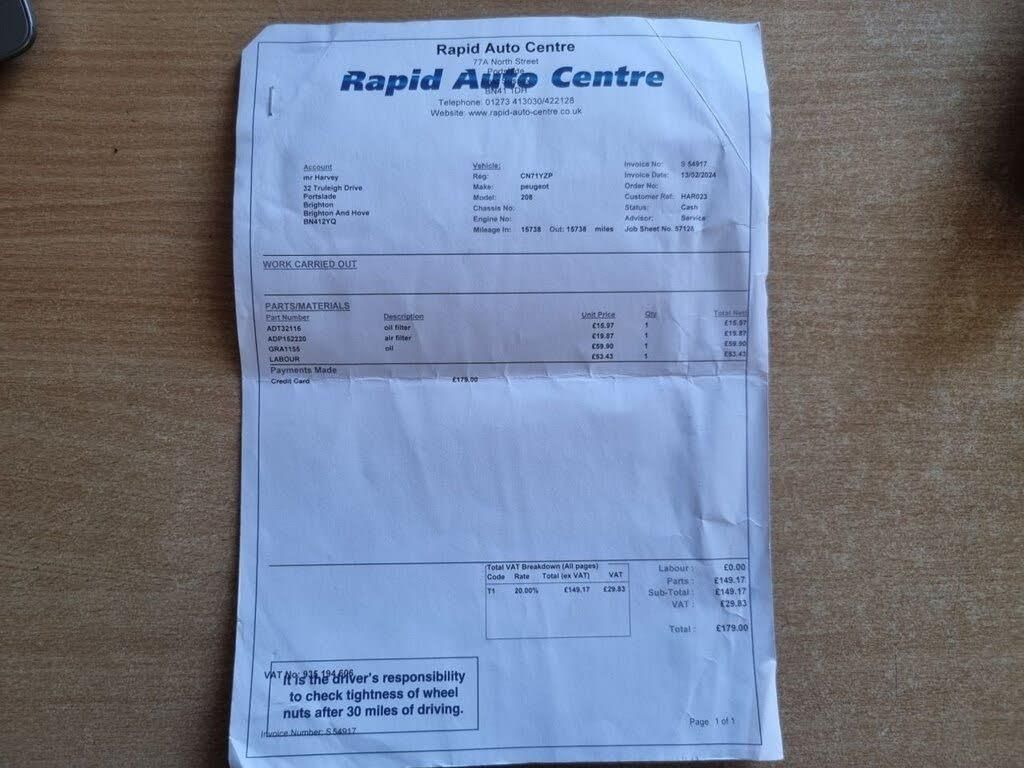 Rapid Auto Centre
77A North Street
Portslade
Rapid Auto Centre
BN41 1DH
Telephone: 01273 413030/422128
Website: www.rapid-auto-centre.co.uk
Account
mr Harvey
32 Truleigh Drive
Portslade
Brighton
Brighton And Hove
BN412YQ
Vehicle:
Reg: CN71YZP
Make: peugeot
Model: 208
Chassis No:
Engine No:
Mileage In: 15738 Out: 15738 miles
Invoice No: S 54917
Invoice Date: 13/02/2024
Order No:
Customer Ref: HAR023
Status: Cash
Advisor: Service
Job Sheet No. 57128
WORK CARRIED OUT
PARTS/MATERIALS
Part Number Description Unit Price Qty Total Nett
ADT32116 oil filter £15.97 1 £15.97
ADP152220 air filter £19.87 1 £19.87
GRA1155 oil £59.90 1 £59.90
LABOUR £53.43 1 £53.43
Payments Made
Credit Card £179.00
Total VAT Breakdown (All pages)
Code Rate Total (ex VAT) VAT
T1 20.00% £149.17 £29.83
Labour : £0.00
Parts : £149.17
Sub-Total : £149.17
VAT : £29.83
Total : £179.00
VAT No: 935 194 606
It is the driver's responsibility
to check tightness of wheel
nuts after 30 miles of driving.
Invoice Number: S 54917
Page 1 of 1